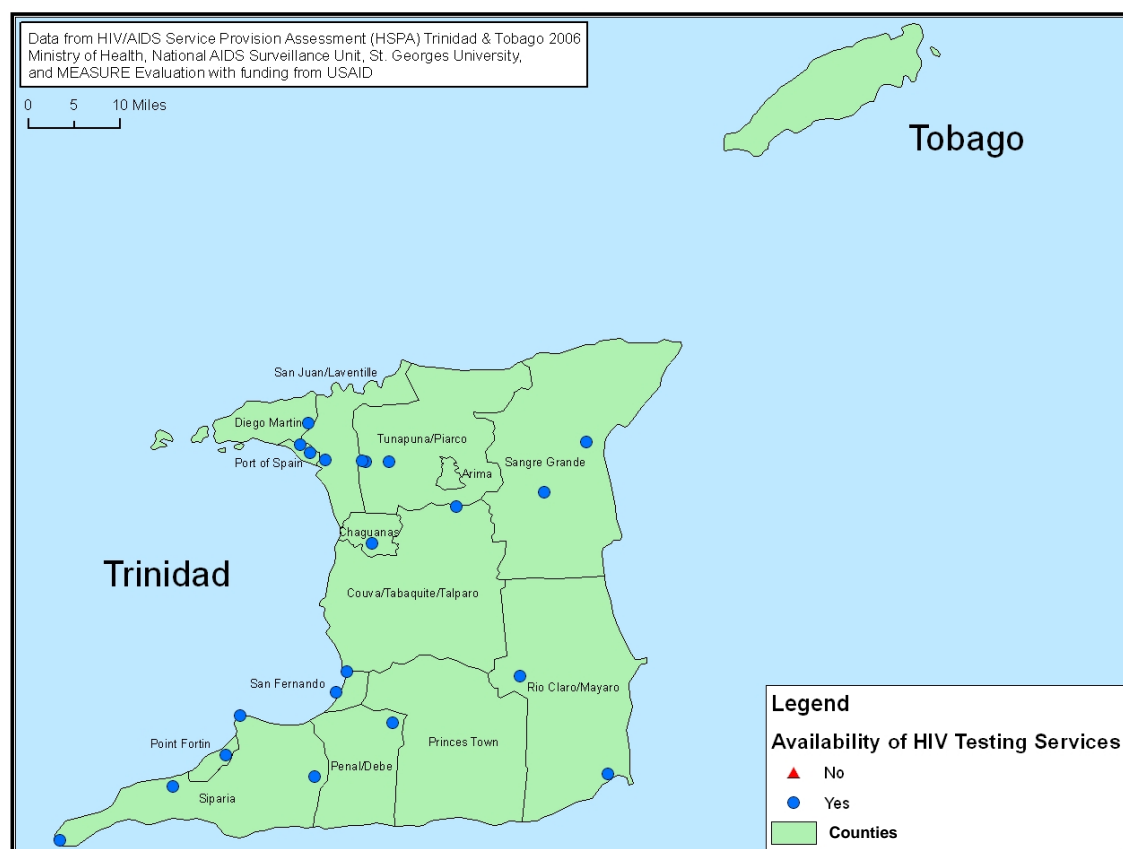 Data from HIV/AIDS Service Provision Assessment (HSPA) Trinidad & Tobago 2006
Ministry of Health, National AIDS Surveillance Unit, St. Georges University,
and MEASURE Evaluation with funding from USAID
0 5 10 Miles
Tobago
San Juan/Laventille
Diego Martin
Tunapuna/Piarco
Port of Spain
Sangre Grande
Arima
Chaguanas
Trinidad
Couva/Tabaquite/Talparo
San Fernando
Rio Claro/Mayaro
Point Fortin
Princes Town
Penal/Debe
Siparia
Legend
Availability of HIV Testing Services
No
Yes
Counties